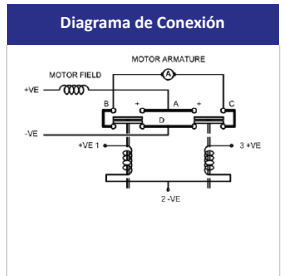 Diagrama de Conexión
MOTOR ARMATURE
A
MOTOR FIELD
+VE
B + A + C
-VE
D
+VE 1
3 +VE
2 -VE